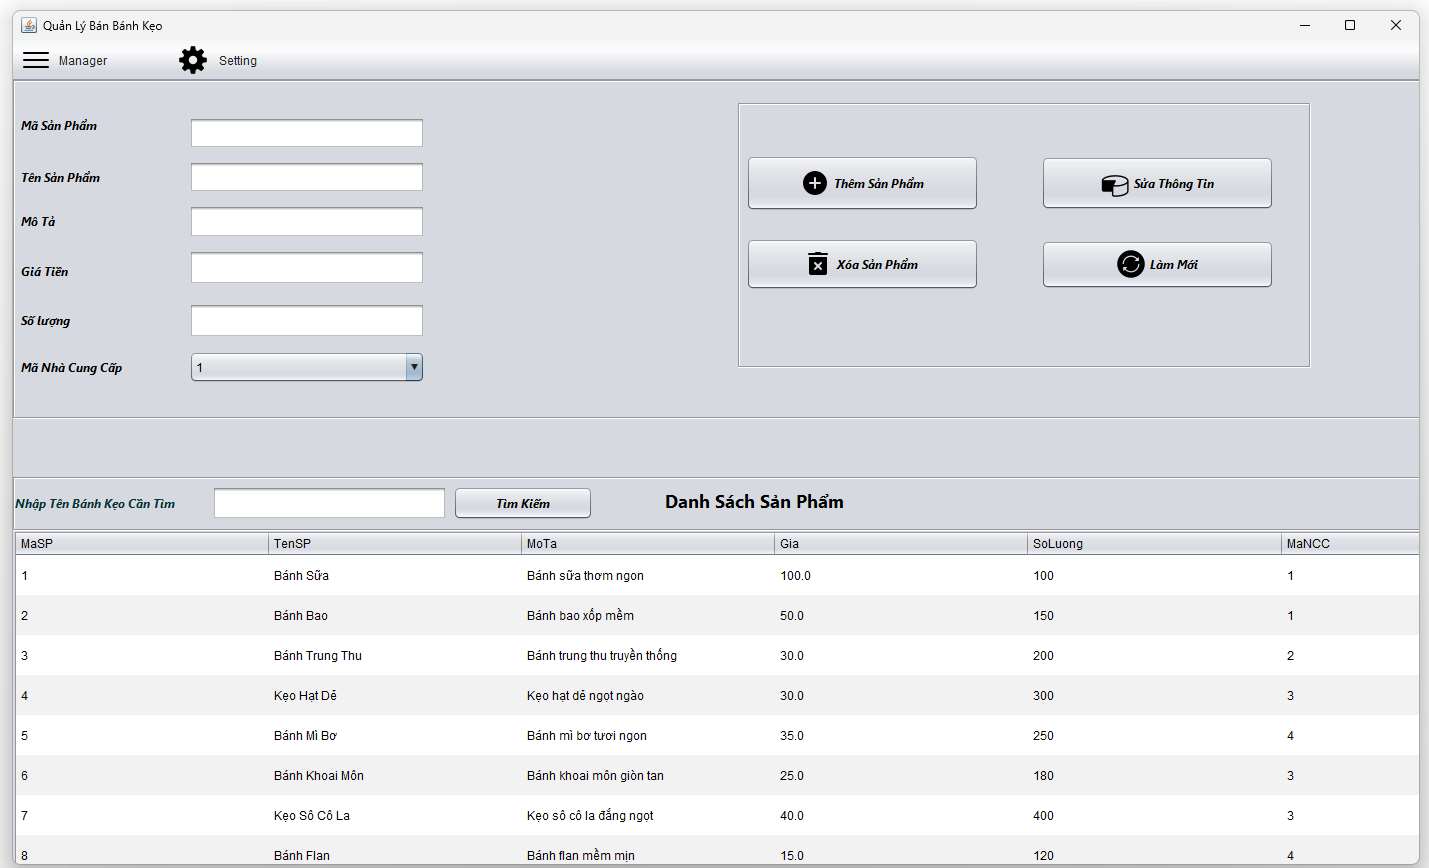 Quản Lý Bán Bánh Kẹo
Manager Setting
Mã Sản Phẩm
Tên Sản Phẩm
Mô Tả
Giá Tiền
Số lượng
Mã Nhà Cung Cấp 1
Thêm Sản Phẩm Sửa Thông Tin
Xóa Sản Phẩm Làm Mới
Nhập Tên Bánh Kẹo Cần Tìm Tìm Kiếm Danh Sách Sản Phẩm
MaSP TenSP MoTa Gia SoLuong MaNCC
1 Bánh Sữa Bánh sữa thơm ngon 100.0 100 1
2 Bánh Bao Bánh bao xốp mềm 50.0 150 1
3 Bánh Trung Thu Bánh trung thu truyền thống 30.0 200 2
4 Kẹo Hạt Dẻ Kẹo hạt dẻ ngọt ngào 30.0 300 3
5 Bánh Mì Bơ Bánh mì bơ tươi ngon 35.0 250 4
6 Bánh Khoai Môn Bánh khoai môn giòn tan 25.0 180 3
7 Kẹo Sô Cô La Kẹo sô cô la đắng ngọt 40.0 400 3
8 Bánh Flan Bánh flan mềm mịn 15.0 120 4